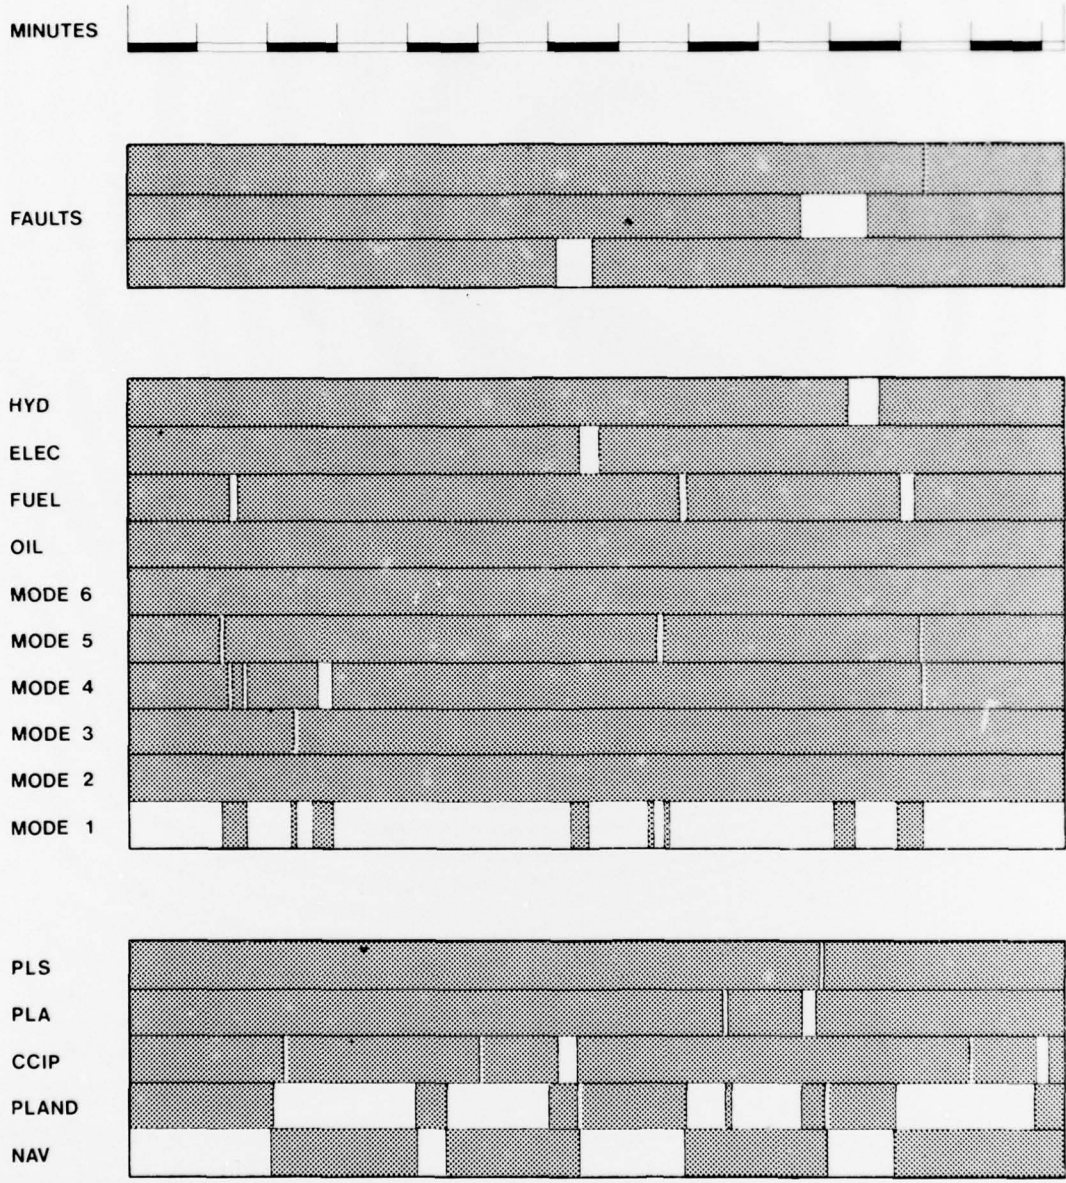 MINUTES
FAULTS
HYD
ELEC
FUEL
OIL
MODE 6
MODE 5
MODE 4
MODE 3
MODE 2
MODE 1
PLS
PLA
CCIP
PLAND
NAV